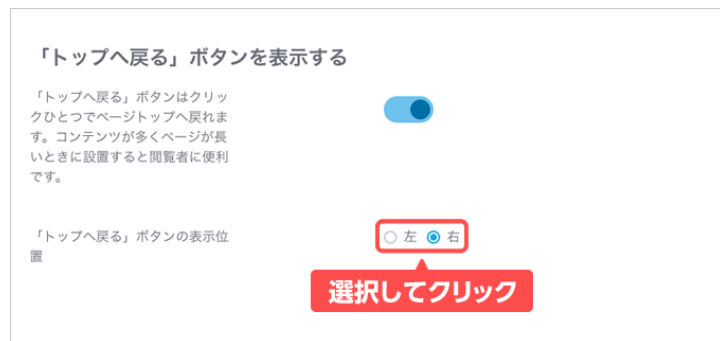 「トップへ戻る」ボタンを表示する
「トップへ戻る」ボタンはクリッ
クひとつでページトップへ戻れま
す。コンテンツが多くページが長
いときに設置すると閲覧者に便利
です。
「トップへ戻る」ボタンの表示位
置
左 右
選択してクリック